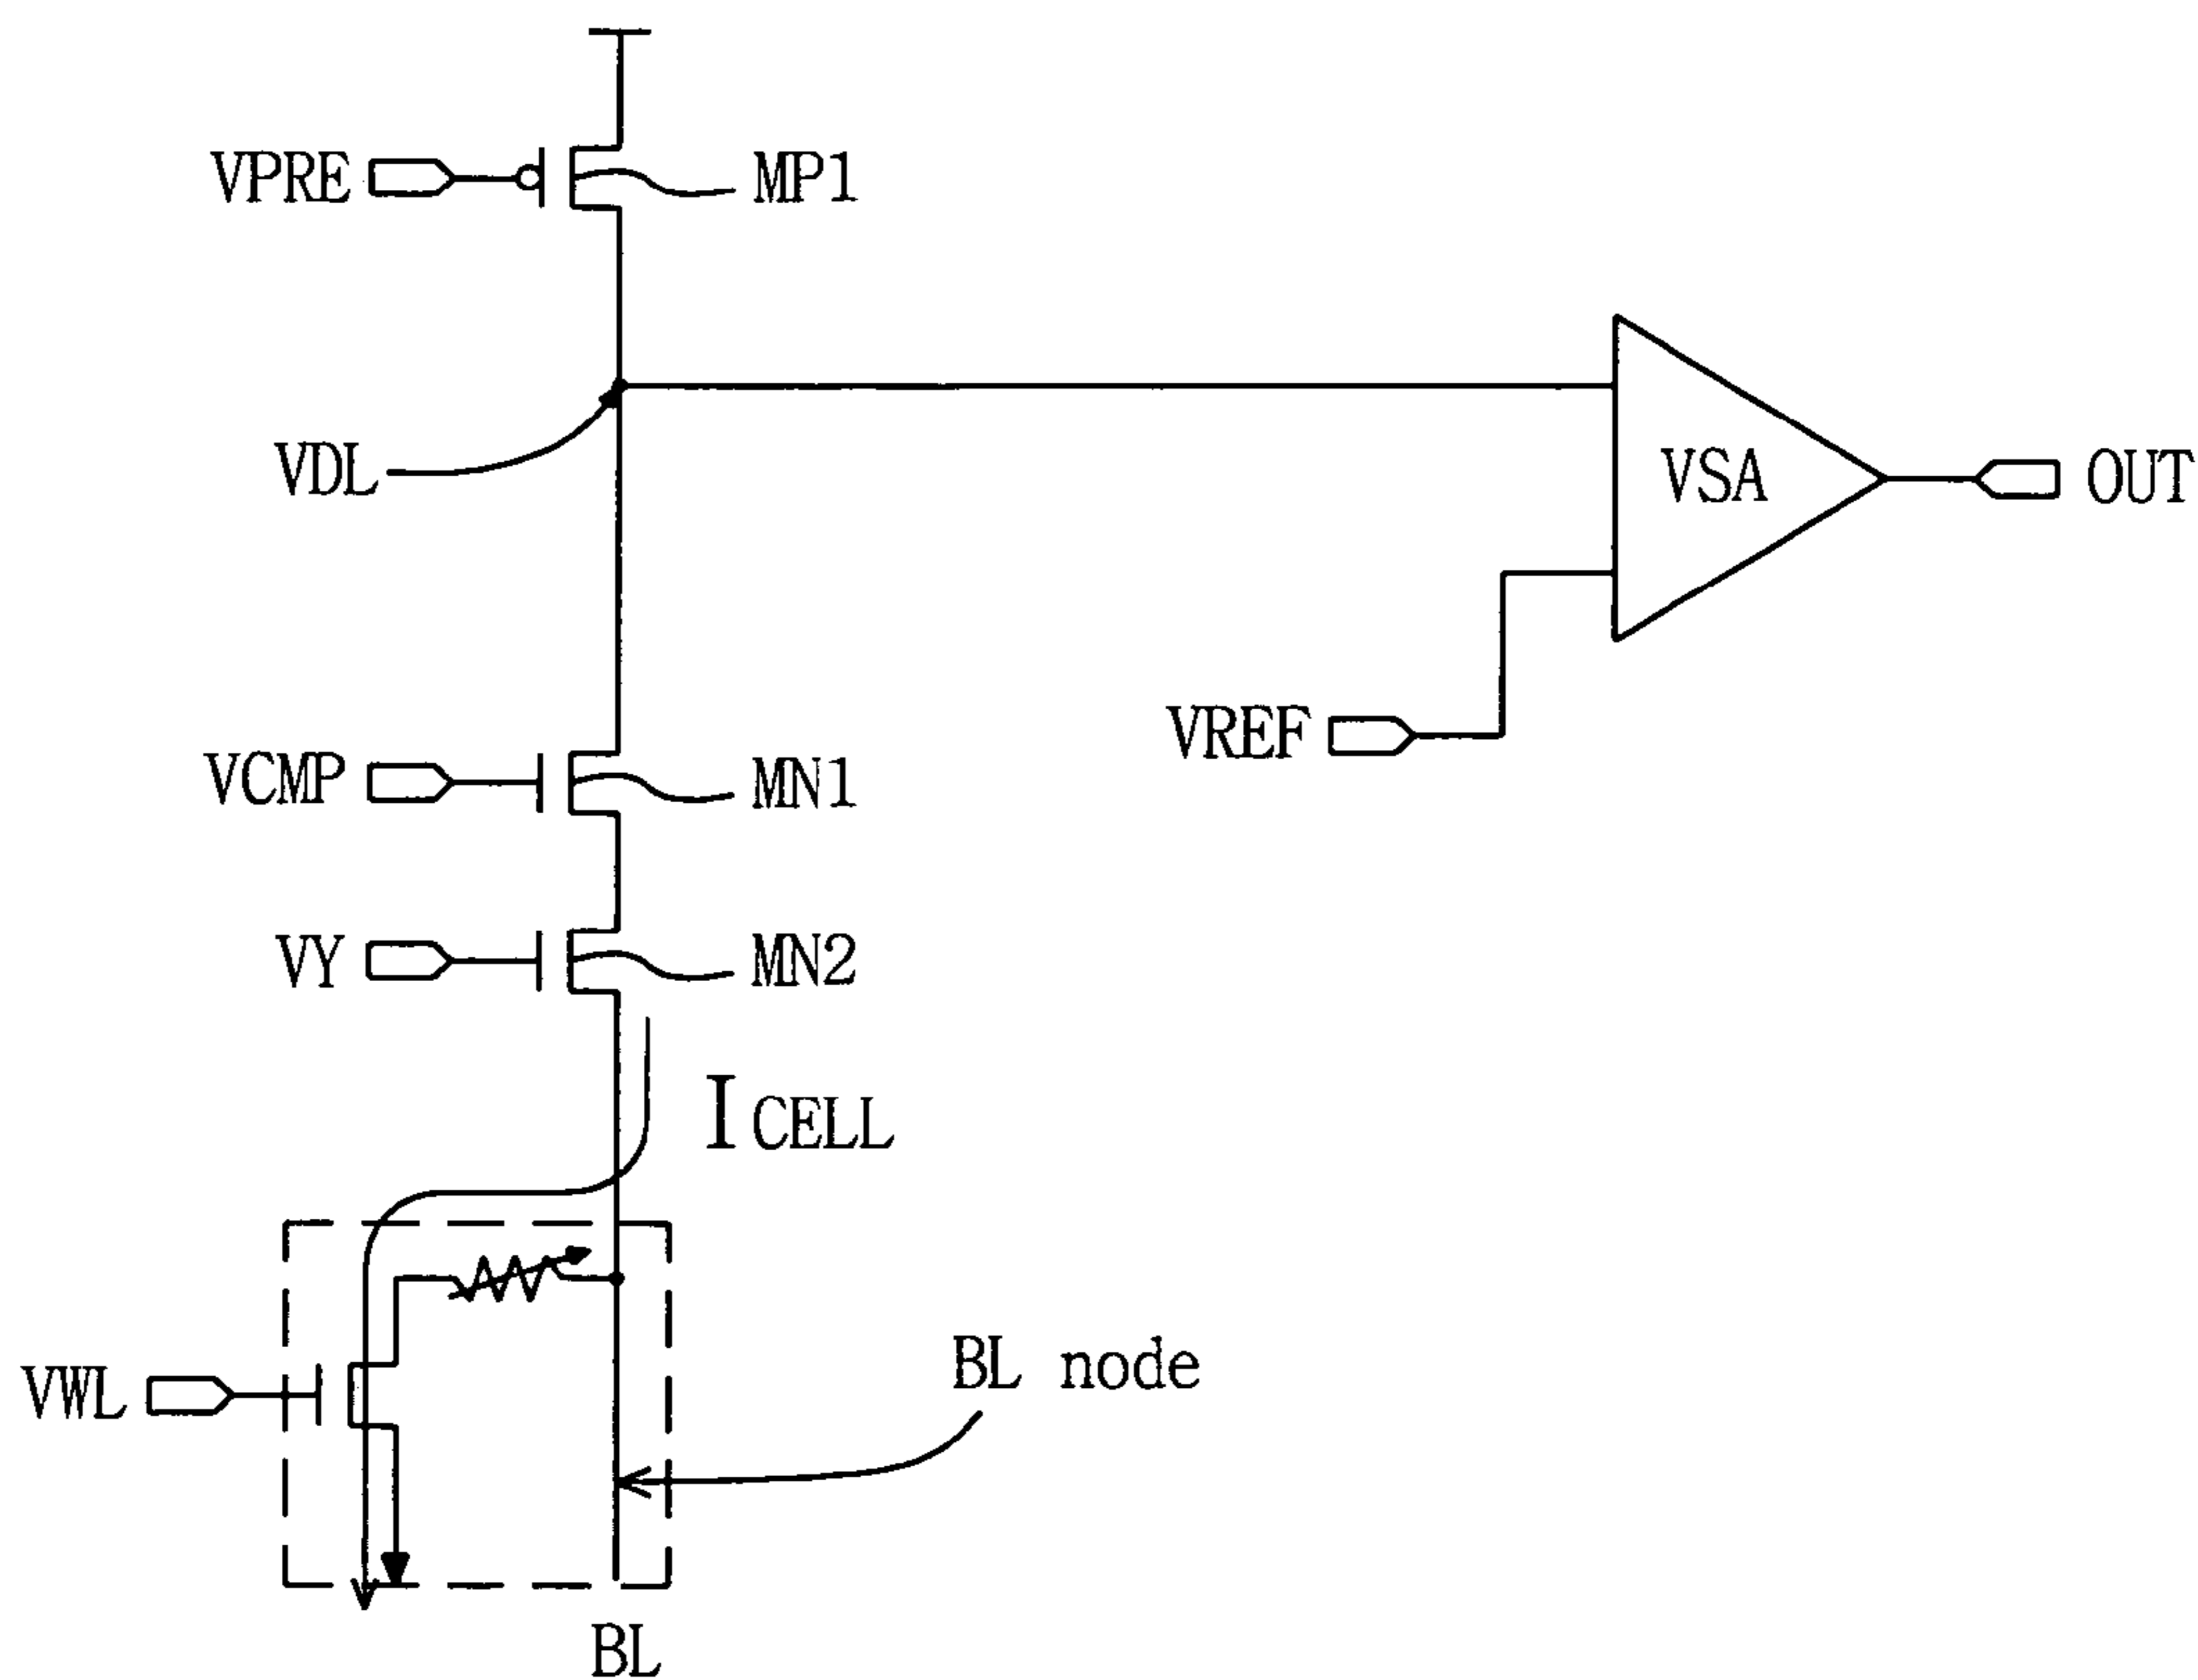 VPRE
MP1
VDL
VSA
OUT
VREF
VCMP
MN1
VY
MN2
ICELL
BL node
VWL
BL